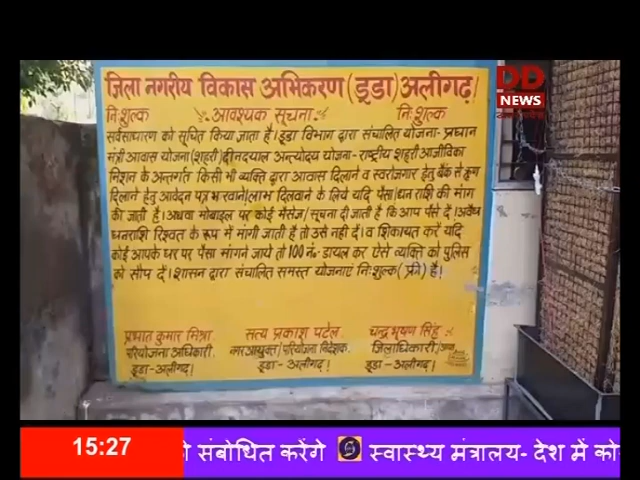 जिला नगरीय विकास अभिकरण (डूडा) अलीगढ़!
नि:शुल्क आवश्यक सूचना नि:शुल्क
सर्वसाधारण को सूचित किया जाता है। डूडा विभाग द्वारा संचालित योजना- प्रधान
मंत्री आवास योजना (शहरी) दीनदयाल अन्त्योदय योजना- राष्ट्रीय शहरी आजीविका
मिशन के अन्तर्गत किसी भी व्यक्ति द्वारा आवास दिलाने व स्वरोजगार हेतु बैंक से ऋण
दिलाने हेतु आवेदन पत्र भरवाने/लाभ दिलवाने के लिये यदि पैसा/धन राशि की मांग
की जाती है। अथवा मोबाइल पर कोई मैसेज/सूचना दी जाती है कि आप पैसे दें। अवैध
धनराशि रिश्वत के रूप में मांगी जाती है तो उसे नहीं दें। व शिकायत करें यदि
कोई आपके घर पर पैसा मांगने जाये तो 100 नं० डायल कर ऐसे व्यक्ति को पुलिस
को सौंप दें। शासन द्वारा संचालित समस्त योजनाएं नि:शुल्क (फ्री) है।
प्रभात कुमार मिश्रा सत्य प्रकाश पटेल चन्द्र भूषण सिंह
परियोजना अधिकारी नगर आयुक्त/परियोजना निदेशक जिलाधिकारी/
डूडा-अलीगढ़! डूडा-अलीगढ़! डूडा-अलीगढ़!
DD
NEWS
15:27 संबोधित करेंगे स्वास्थ्य मंत्रालय- देश में